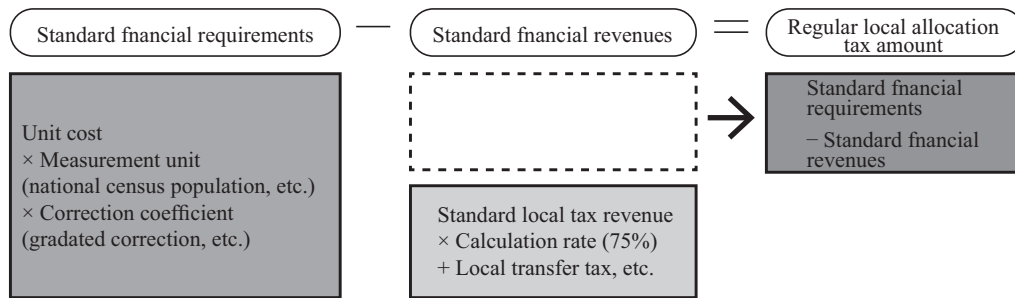 Standard fnancial requirements
—
Standard fnancial revenues
=
Regular local allocation
tax amount
Unit cost
× Measurement unit
(national census population, etc.)
× Correction coefficient
(gradated correction, etc.)
Standard local tax revenue
× Calculation rate (75%)
+ Local transfer tax, etc.
Standard fnancial
requirements
− Standard fnancial
revenues